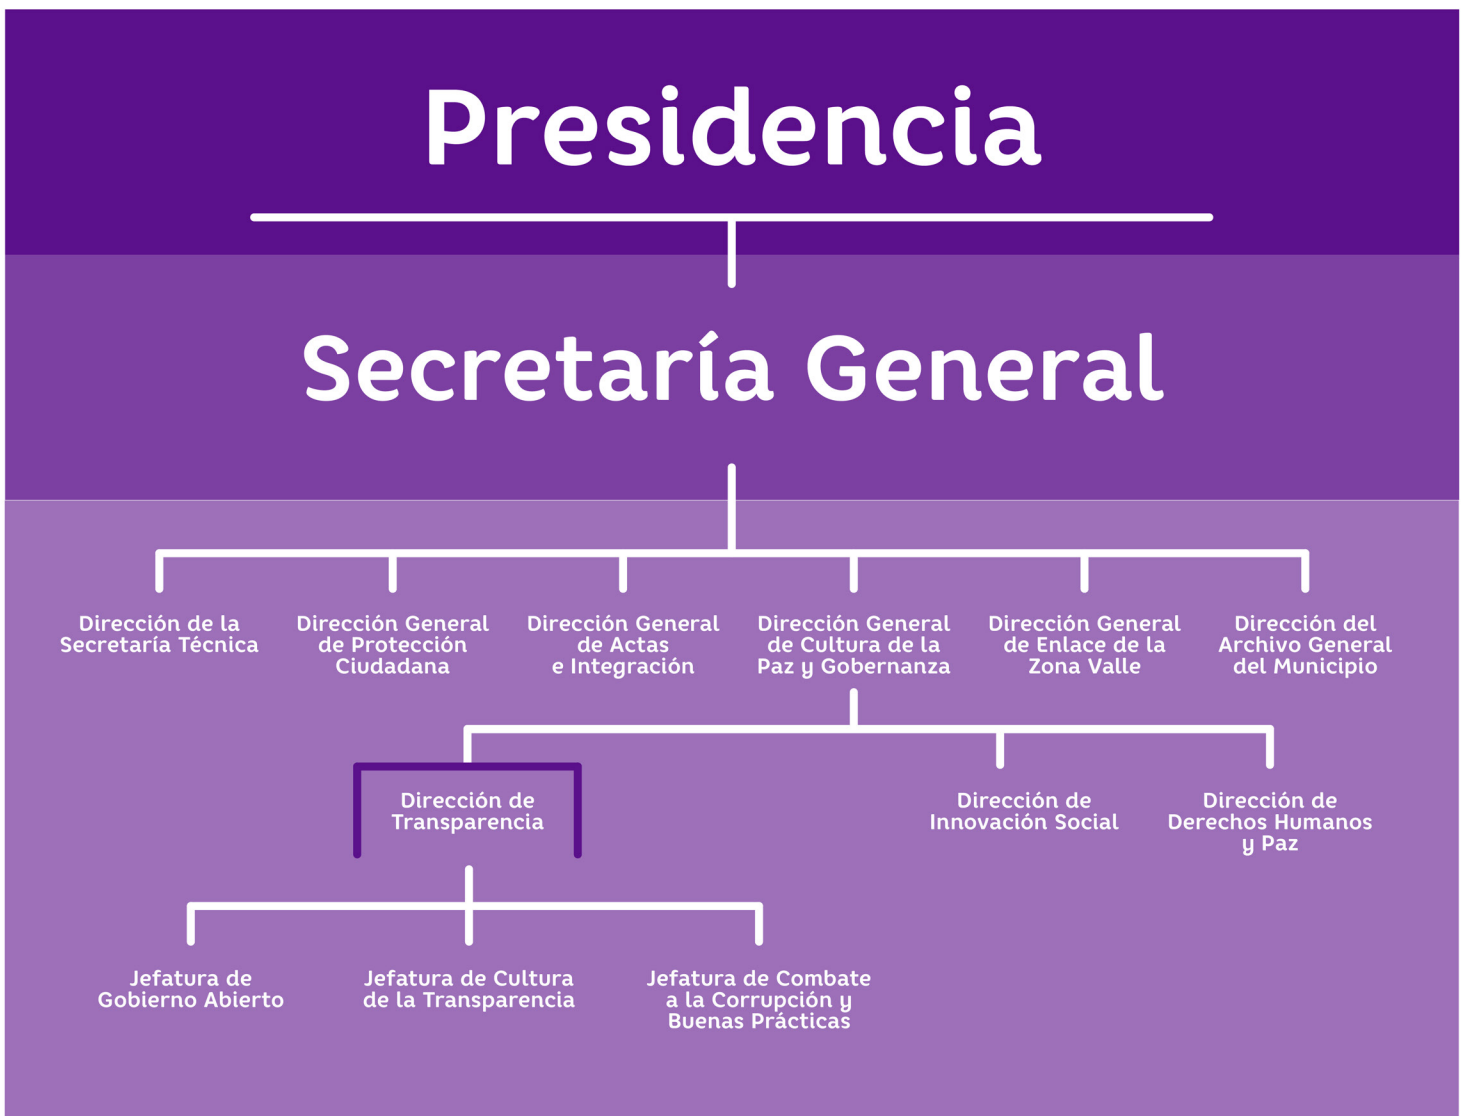 Presidencia
Secretaría General
Dirección de la
Secretaría Técnica
Dirección General
de Protección
Ciudadana
Dirección General
de Actas
e Integración
Dirección General
de Cultura de la
Paz y Gobernanza
Dirección General
de Enlace de la
Zona Valle
Dirección del
Archivo General
del Municipio
Dirección de
Transparencia
Dirección de
Innovación Social
Dirección de
Derechos Humanos
y Paz
Jefatura de
Gobierno Abierto
Jefatura de Cultura
de la Transparencia
Jefatura de Combate
a la Corrupción y
Buenas Prácticas